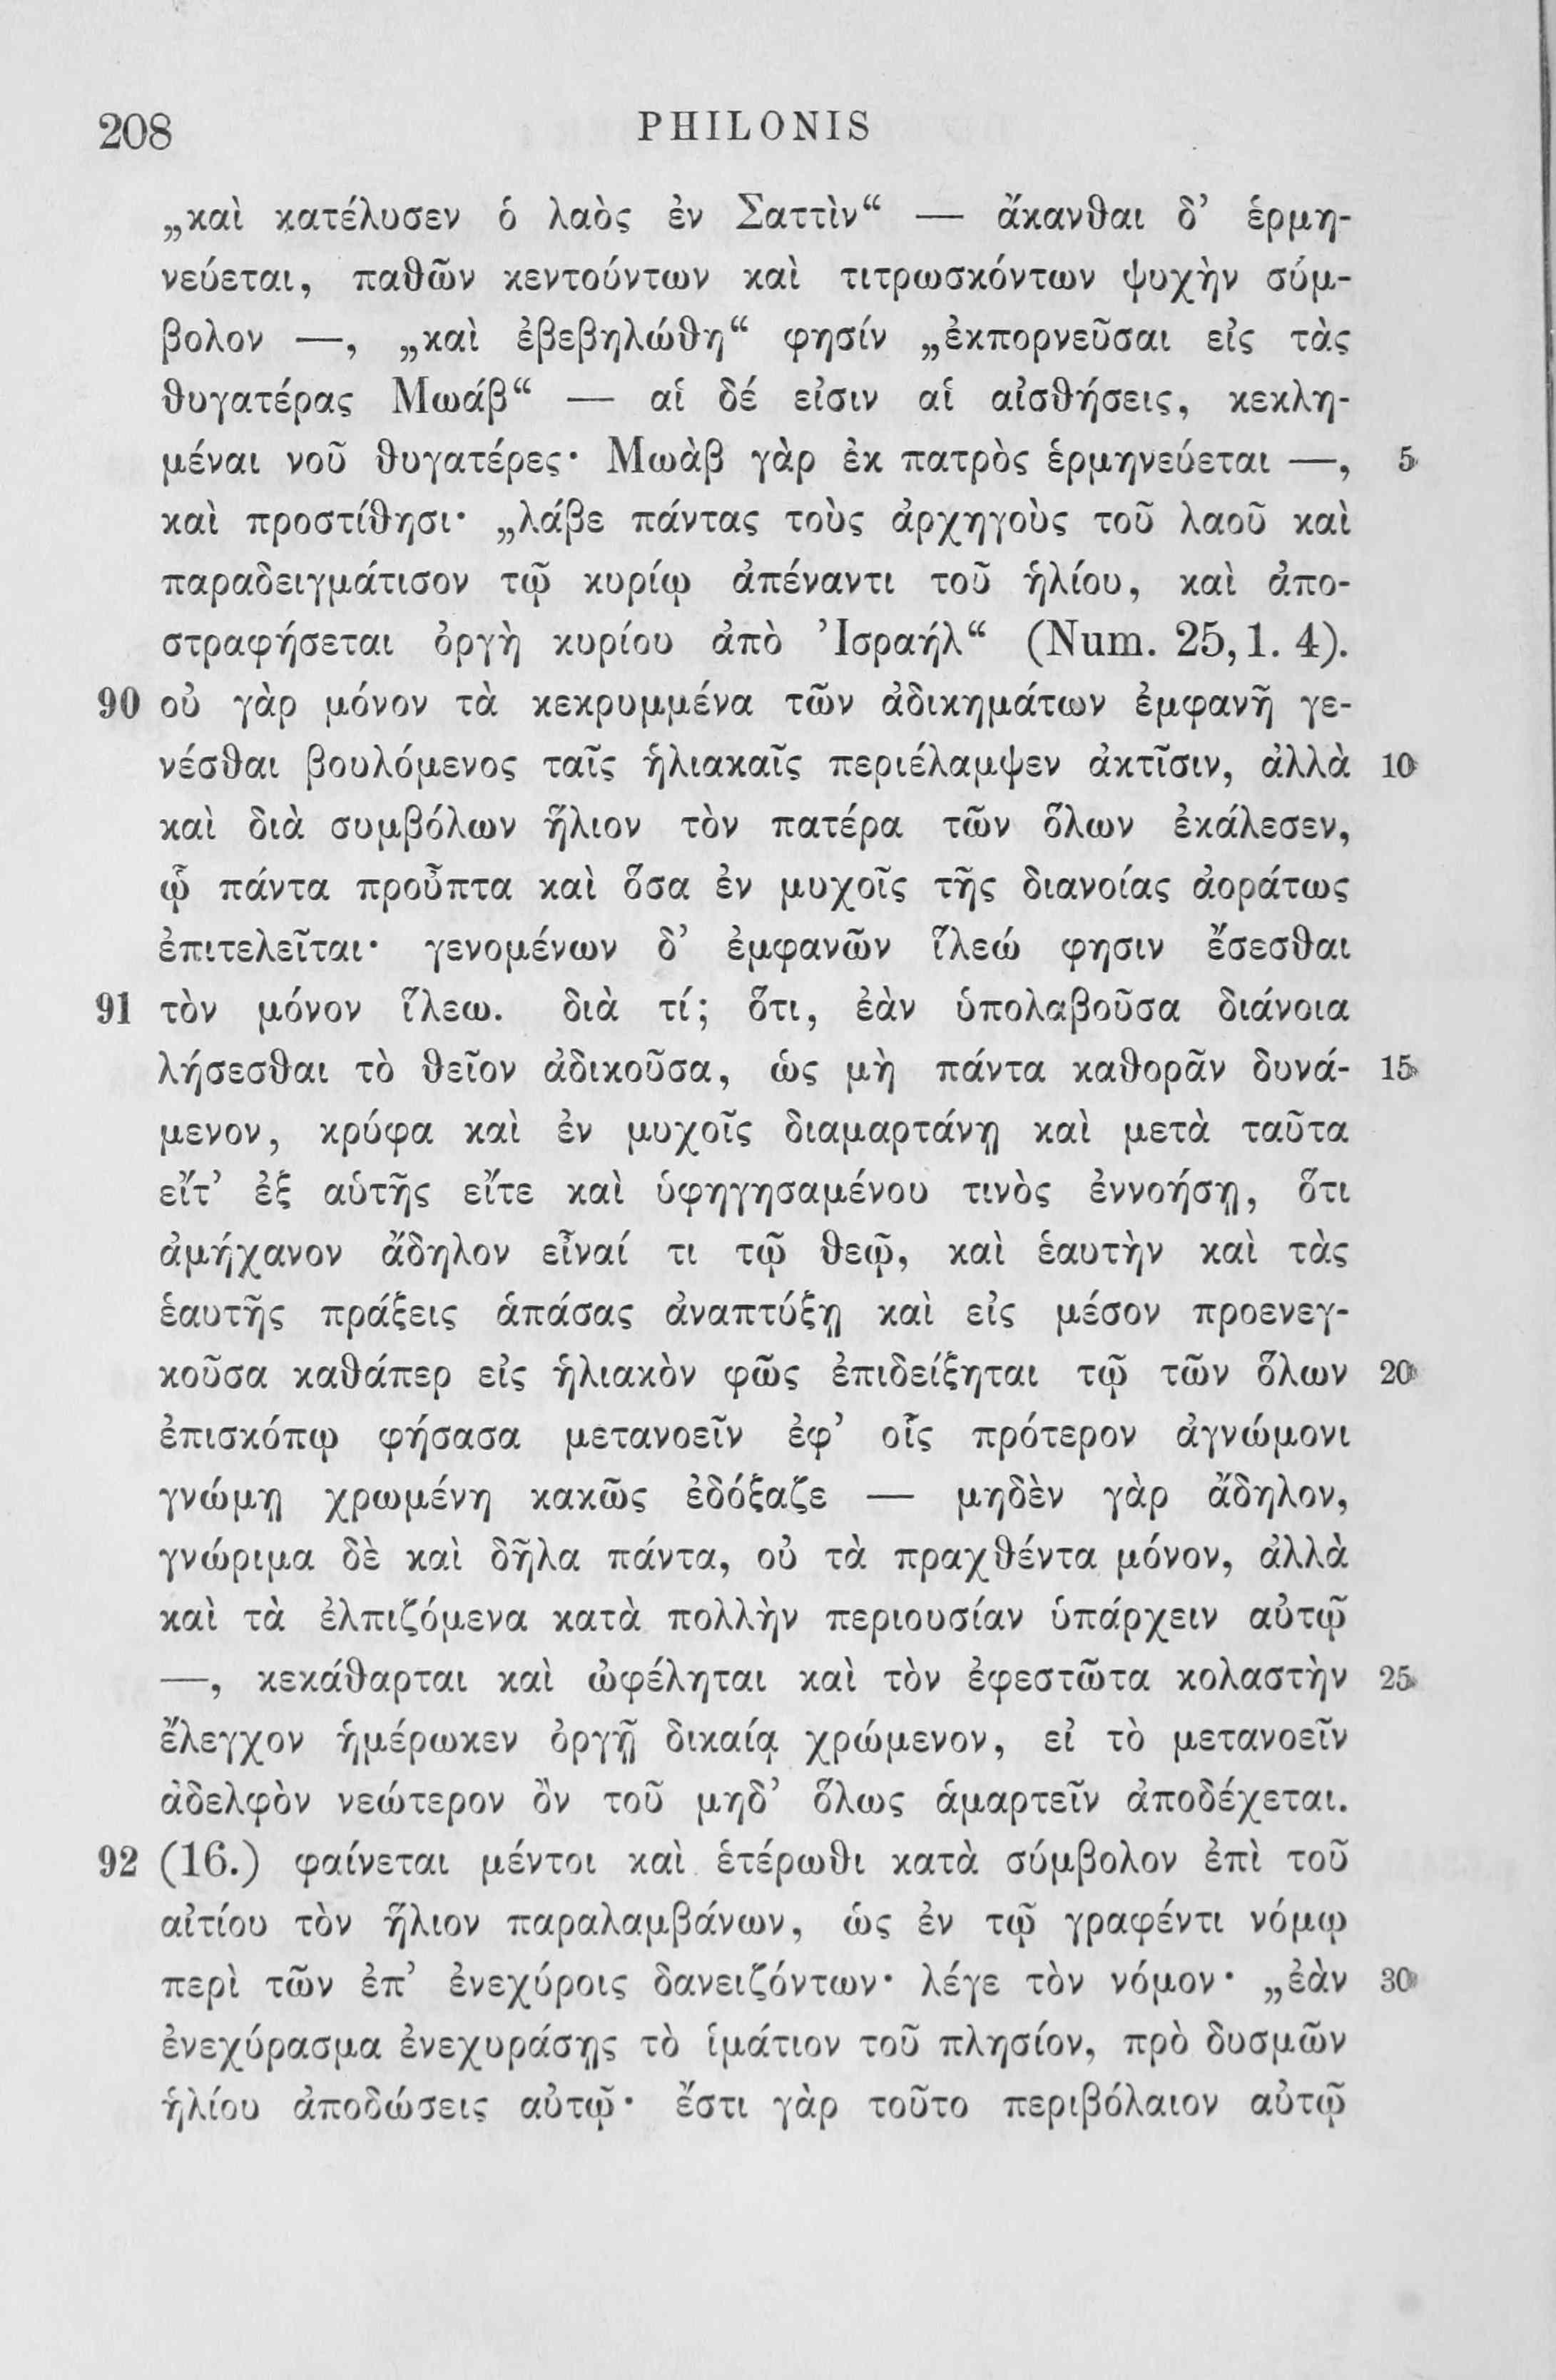 208 PHILONIS
„καὶ κατέλυσεν ὁ λαὸς ἐν Σαττὶν“ — ἄκανθαι δ’ ἑρμη-
νεύεται, παθῶν κεντούντων καὶ τιτρωσκόντων ψυχὴν σύμ-
βολον —, „καὶ ἐβεβηλώθη“ φησίν „ἐκπορνεῦσαι εἰς τὰς
θυγατέρας Μωάβ“ — αἱ δέ εἰσιν αἱ αἰσθήσεις, κεκλη-
μέναι νοῦ θυγατέρες· Μωὰβ γὰρ ἐκ πατρὸς ἑρμηνεύεται —, 5
καὶ προστίθησι· „λάβε πάντας τοὺς ἀρχηγοὺς τοῦ λαοῦ καὶ
παραδειγμάτισον τῷ κυρίῳ ἀπέναντι τοῦ ἡλίου, καὶ ἀπο-
στραφήσεται ὀργὴ κυρίου ἀπὸ Ἰσραήλ“ (Num. 25, 1. 4).
90 οὐ γὰρ μόνον τὰ κεκρυμμένα τῶν ἀδικημάτων ἐμφανῆ γε-
νέσθαι βουλόμενος ταῖς ἡλιακαῖς περιέλαμψεν ἀκτῖσιν, ἀλλὰ 10
καὶ διὰ συμβόλων ἥλιον τὸν πατέρα τῶν ὅλων ἐκάλεσεν,
ᾧ πάντα προὖπτα καὶ ὅσα ἐν μυχοῖς τῆς διανοίας ἀοράτως
ἐπιτελεῖται· γενομένων δ’ ἐμφανῶν ἵλεώ φησιν ἔσεσθαι
91 τὸν μόνον ἵλεω. διὰ τί; ὅτι, ἐὰν ὑπολαβοῦσα διάνοια
λήσεσθαι τὸ θεῖον ἀδικοῦσα, ὡς μὴ πάντα καθορᾶν δυνά- 15
μενον, κρύφα καὶ ἐν μυχοῖς διαμαρτάνῃ καὶ μετὰ ταῦτα
εἴτ’ ἐξ αὑτῆς εἴτε καὶ ὑφηγησαμένου τινὸς ἐννοήσῃ, ὅτι
ἀμήχανον ἄδηλον εἶναί τι τῷ θεῷ, καὶ ἑαυτὴν καὶ τὰς
ἑαυτῆς πράξεις ἁπάσας ἀναπτύξῃ καὶ εἰς μέσον προενεγ-
κοῦσα καθάπερ εἰς ἡλιακὸν φῶς ἐπιδείξηται τῷ τῶν ὅλων 20
ἐπισκόπῳ φήσασα μετανοεῖν ἐφ’ οἷς πρότερον ἀγνώμονι
γνώμῃ χρωμένη κακῶς ἐδόξαζε — μηδὲν γὰρ ἄδηλον,
γνώριμα δὲ καὶ δῆλα πάντα, οὐ τὰ πραχθέντα μόνον, ἀλλὰ
καὶ τὰ ἐλπιζόμενα κατὰ πολλὴν περιουσίαν ὑπάρχειν αὐτῷ
—, κεκάθαρται καὶ ὠφέληται καὶ τὸν ἐφεστῶτα κολαστὴν 25
ἔλεγχον ἡμέρωκεν ὀργῇ δικαίᾳ χρώμενον, εἰ τὸ μετανοεῖν
ἀδελφὸν νεώτερον ὂν τοῦ μηδ’ ὅλως ἁμαρτεῖν ἀποδέχεται.
92 (16.) φαίνεται μέντοι καὶ ἑτέρωθι κατὰ σύμβολον ἐπὶ τοῦ
αἰτίου τὸν ἥλιον παραλαμβάνων, ὡς ἐν τῷ γραφέντι νόμῳ
περὶ τῶν ἐπ’ ἐνεχύροις δανειζόντων· λέγε τὸν νόμον· „ἐὰν 30
ἐνεχύρασμα ἐνεχυράσῃς τὸ ἱμάτιον τοῦ πλησίον, πρὸ δυσμῶν
ἡλίου ἀποδώσεις αὐτῷ· ἔστι γὰρ τοῦτο περιβόλαιον αὐτῷ